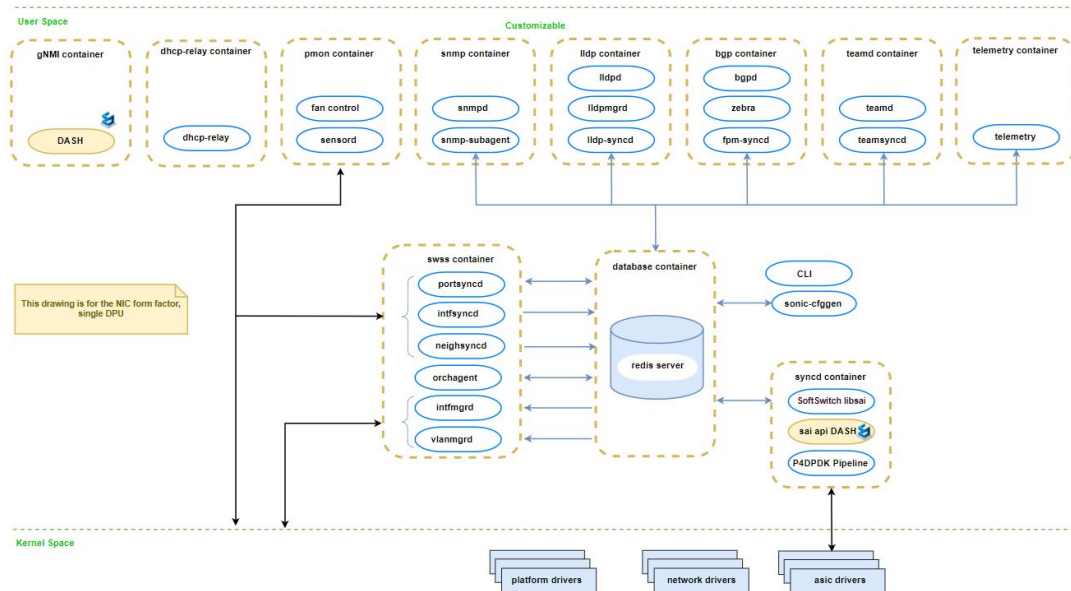 User Space
Customizable
gNMI container
DASH
dhcp-relay container
dhcp-relay
pmon container
fan control
sensord
snmp container
snmpd
snmp-subagent
lldp container
lldpd
lldpmgrd
lldp-syncd
bgp container
bgpd
zebra
fpm-syncd
teamd container
teamd
teamsyncd
telemetry container
telemetry
This drawing is for the NIC form factor,
single DPU
swss container
portsyncd
intfsyncd
neighsyncd
orchagent
intfmgrd
vlanmgrd
database container
redis server
CLI
sonic-cfggen
syncd container
SoftSwitch libsai
sai api DASH
P4DPDK Pipeline
Kernel Space
platform drivers
network drivers
asic drivers